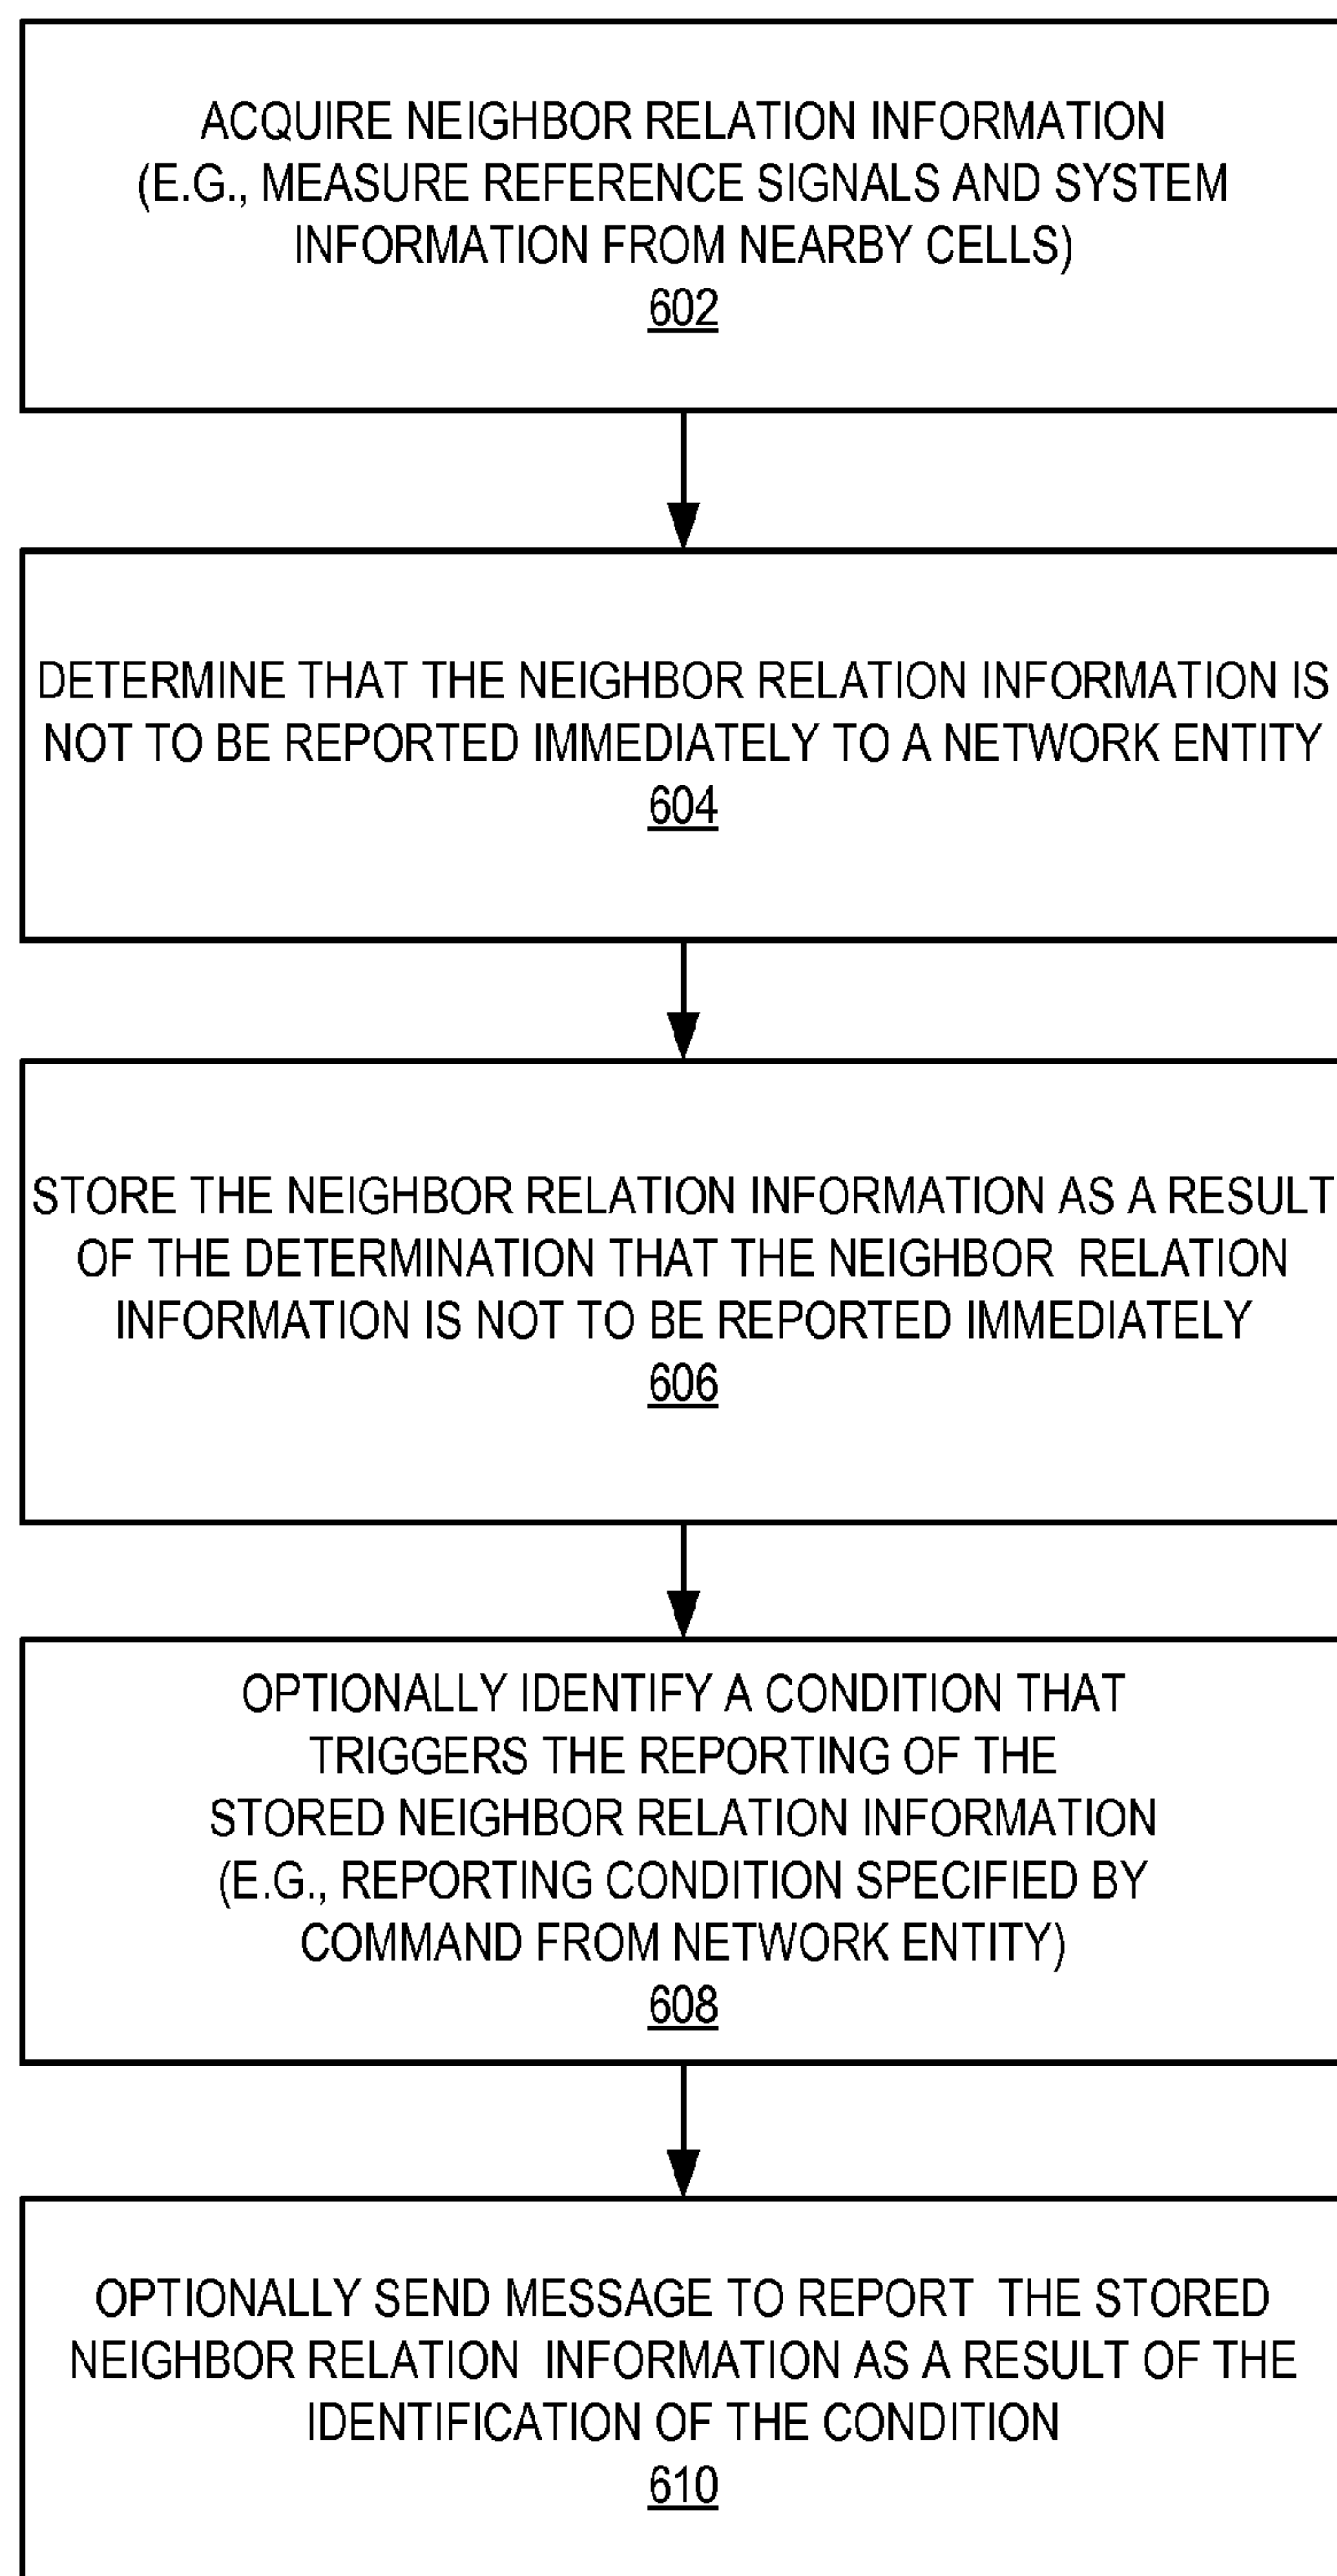 ACQUIRE NEIGHBOR RELATION INFORMATION
(E.G., MEASURE REFERENCE SIGNALS AND SYSTEM
INFORMATION FROM NEARBY CELLS)
602
DETERMINE THAT THE NEIGHBOR RELATION INFORMATION IS
NOT TO BE REPORTED IMMEDIATELY TO A NETWORK ENTITY
604
STORE THE NEIGHBOR RELATION INFORMATION AS A RESULT
OF THE DETERMINATION THAT THE NEIGHBOR RELATION
INFORMATION IS NOT TO BE REPORTED IMMEDIATELY
606
OPTIONALLY IDENTIFY A CONDITION THAT
TRIGGERS THE REPORTING OF THE
STORED NEIGHBOR RELATION INFORMATION
(E.G., REPORTING CONDITION SPECIFIED BY
COMMAND FROM NETWORK ENTITY)
608
OPTIONALLY SEND MESSAGE TO REPORT THE STORED
NEIGHBOR RELATION INFORMATION AS A RESULT OF THE
IDENTIFICATION OF THE CONDITION
610